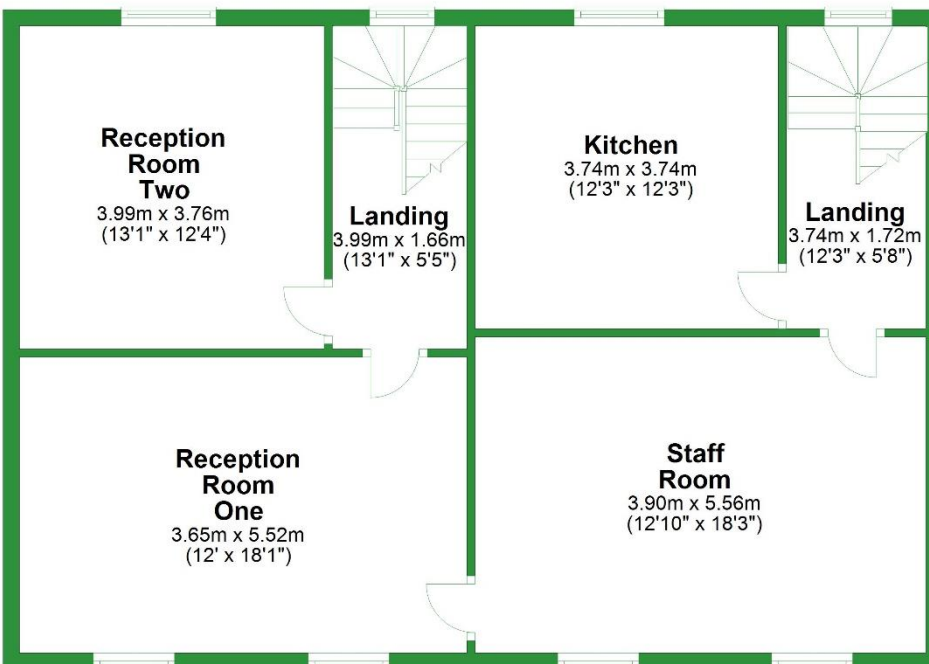 Reception
Room
Two
3.99m x 3.76m
(13'1" x 12'4")
Landing
3.99m x 1.66m
(13'1" x 5'5")
Kitchen
3.74m x 3.74m
(12'3" x 12'3")
Landing
3.74m x 1.72m
(12'3" x 5'8")
Reception
Room
One
3.65m x 5.52m
(12' x 18'1")
Staff
Room
3.90m x 5.56m
(12'10" x 18'3")